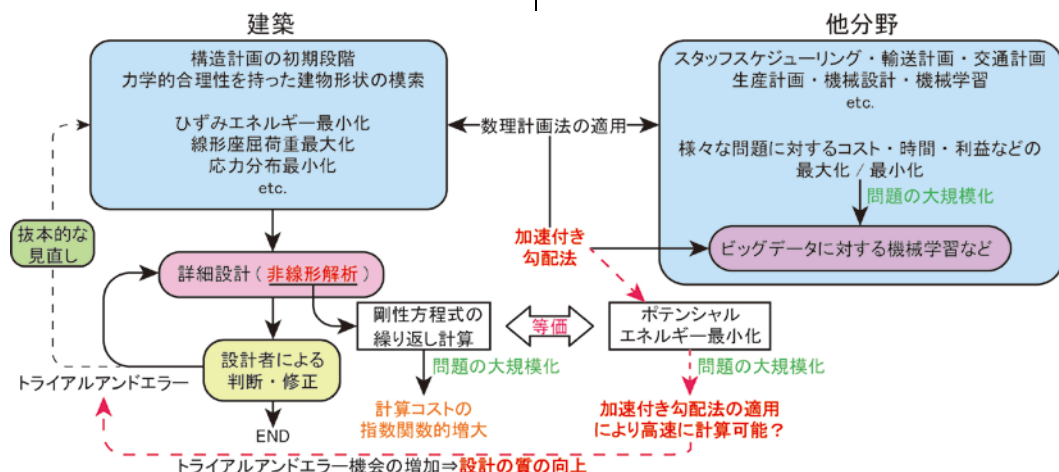 建築
構造計画の初期段階
力学的合理性を持った建物形状の模索
ひずみエネルギー最小化
線形座屈荷重最大化
応力分布最小化
etc.
数理計画法の適用
他分野
スタッフスケジューリング・輸送計画・交通計画
生産計画・機械設計・機械学習
etc.
様々な問題に対するコスト・時間・利益などの
最大化 / 最小化
問題の大規模化
ビッグデータに対する機械学習など
加速付き
勾配法
抜本的な
見直し
詳細設計(非線形解析)
剛性方程式の
繰り返し計算
等価
ポテンシャル
エネルギー最小化
設計者による
判断・修正
問題の大規模化
問題の大規模化
トライアルアンドエラー
計算コストの
指数関数的増大
加速付き勾配法の適用
により高速に計算可能?
END
トライアルアンドエラー機会の増加⇒設計の質の向上